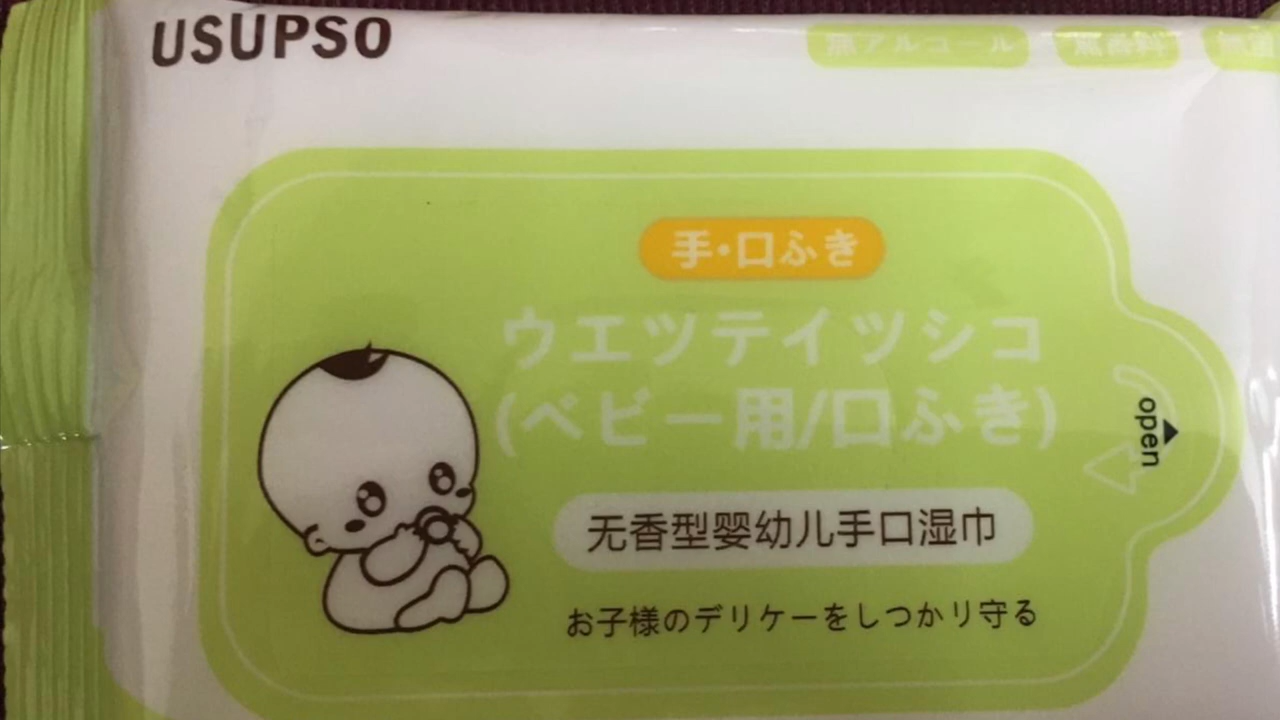 USUPSO
無アルコール 無香料
手・口ふき
ウエツテイツシコ
(ベビー用/口ふき)
open
无香型婴幼儿手口湿巾
お子様のデリケーをしつかリ守る